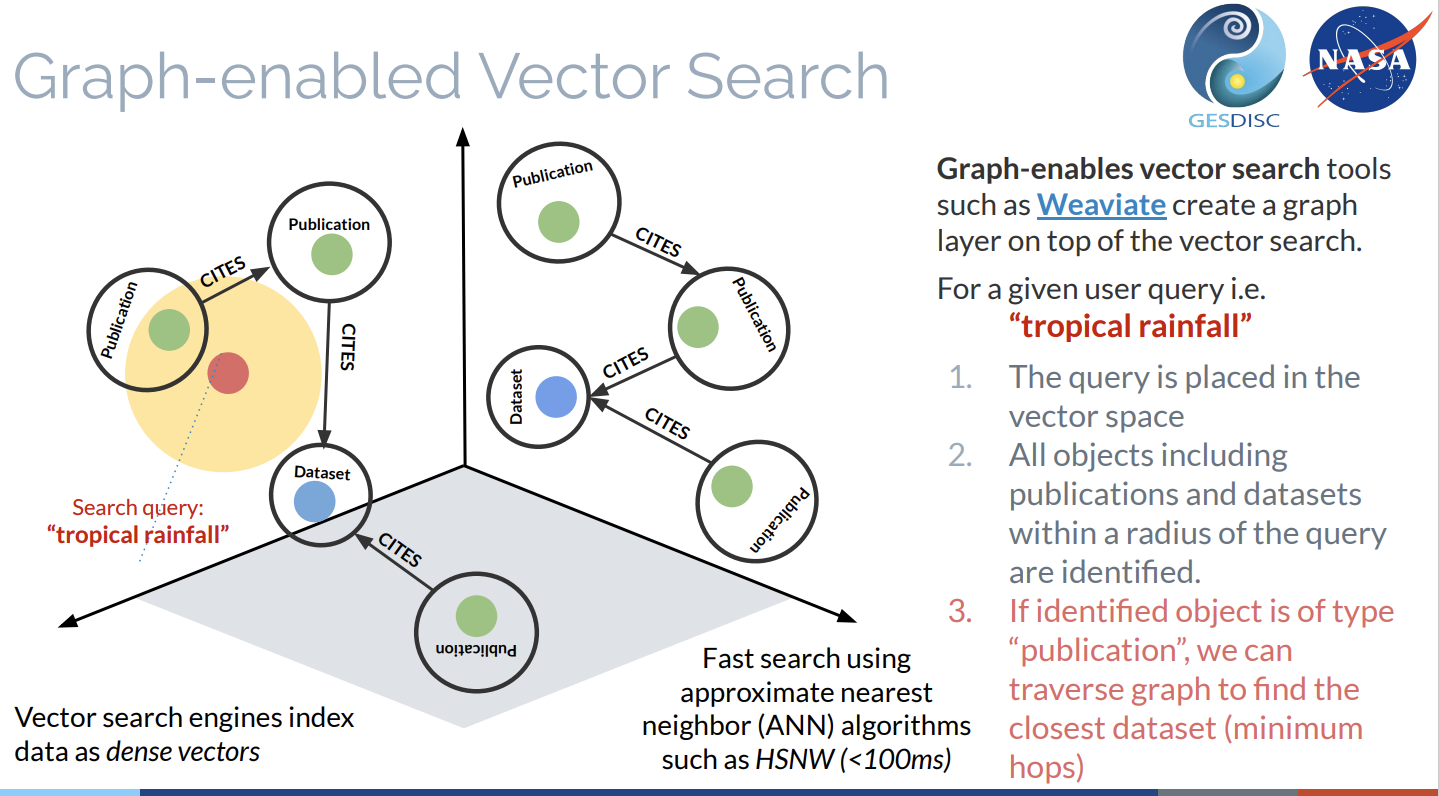 Graph-enabled Vector Search
GESDISC
NASA
Publication
CITES
Publication
CITES
Dataset
CITES
Publication
Search query:
“tropical rainfall”
Publication
CITES
Publication
CITES
Dataset
CITES
Publication
Vector search engines index
data as dense vectors
Fast search using
approximate nearest
neighbor (ANN) algorithms
such as HSNW (<100ms)
Graph-enables vector search tools
such as Weaviate create a graph
layer on top of the vector search.
For a given user query i.e.
“tropical rainfall”
1. The query is placed in the
vector space
2. All objects including
publications and datasets
within a radius of the query
are identified.
3. If identified object is of type
“publication”, we can
traverse graph to find the
closest dataset (minimum
hops)